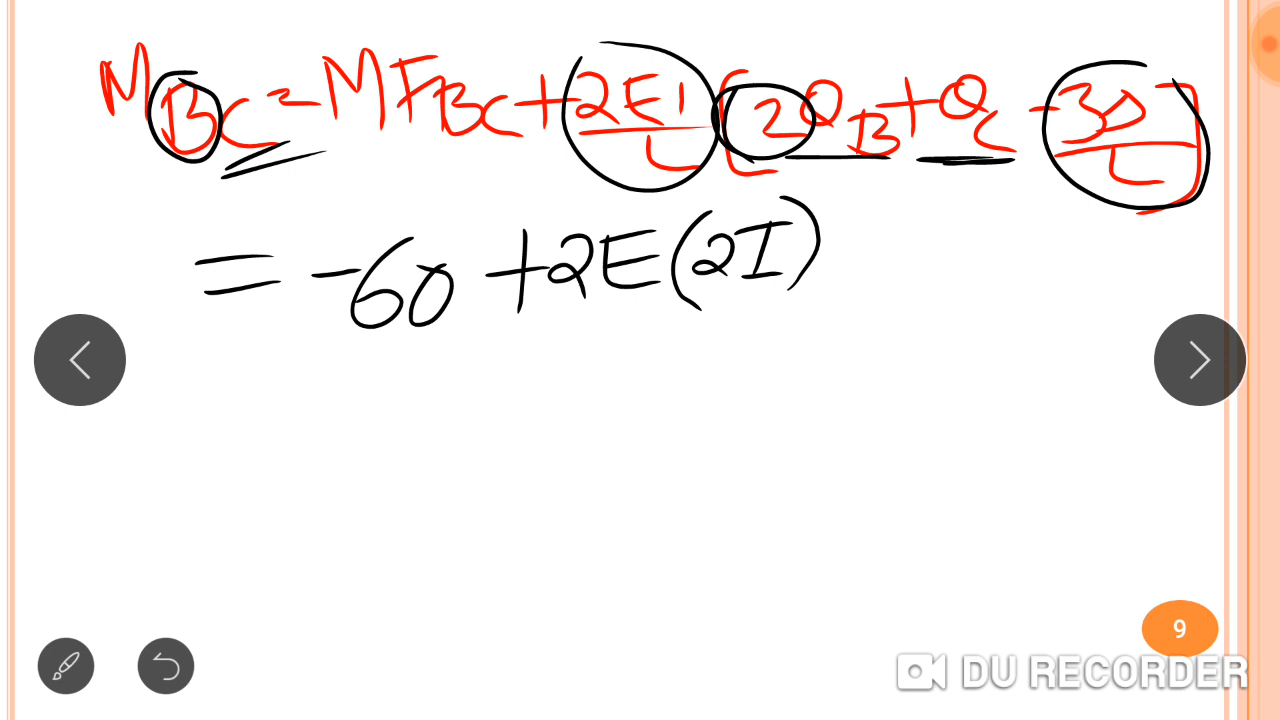 MBC = MFBC + 2EI/L [2θB + θC - 3Δ/L]
= -60 + 2E(2I)
9
DU RECORDER